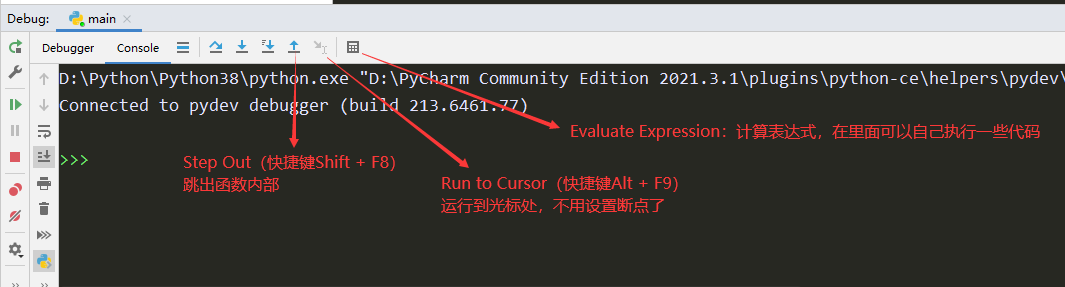 Debug: main
Debugger Console
D:\Python\Python38\python.exe "D:\PyCharm Community Edition 2021.3.1\plugins\python-ce\helpers\pydev\
Connected to pydev debugger (build 213.6461.77)
Evaluate Expression：计算表达式，在里面可以自己执行一些代码
>>>
Step Out（快捷键Shift + F8）
跳出函数内部
Run to Cursor（快捷键Alt + F9）
运行到光标处，不用设置断点了